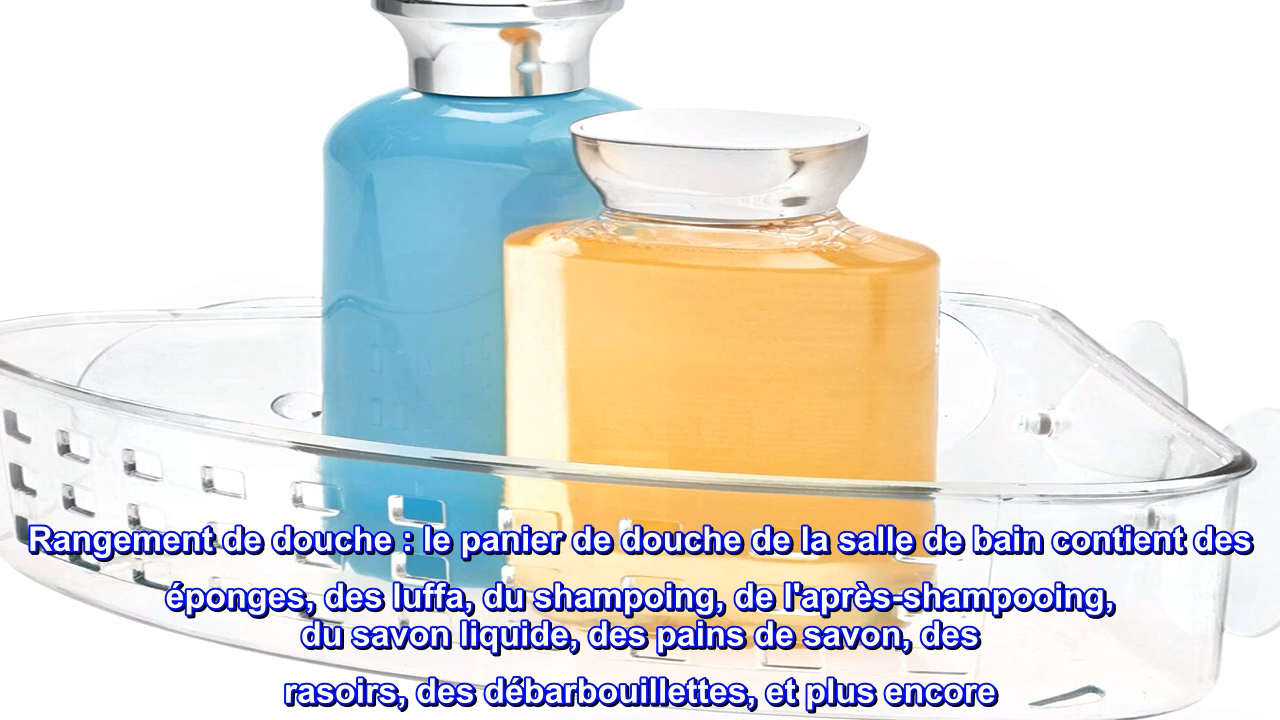 Rangement de douche : le panier de douche de la salle de bain contient des
éponges, des luffa, du shampoing, de l'après-shampooing,
du savon liquide, des pains de savon, des
rasoirs, des débarbouillettes, et plus encore